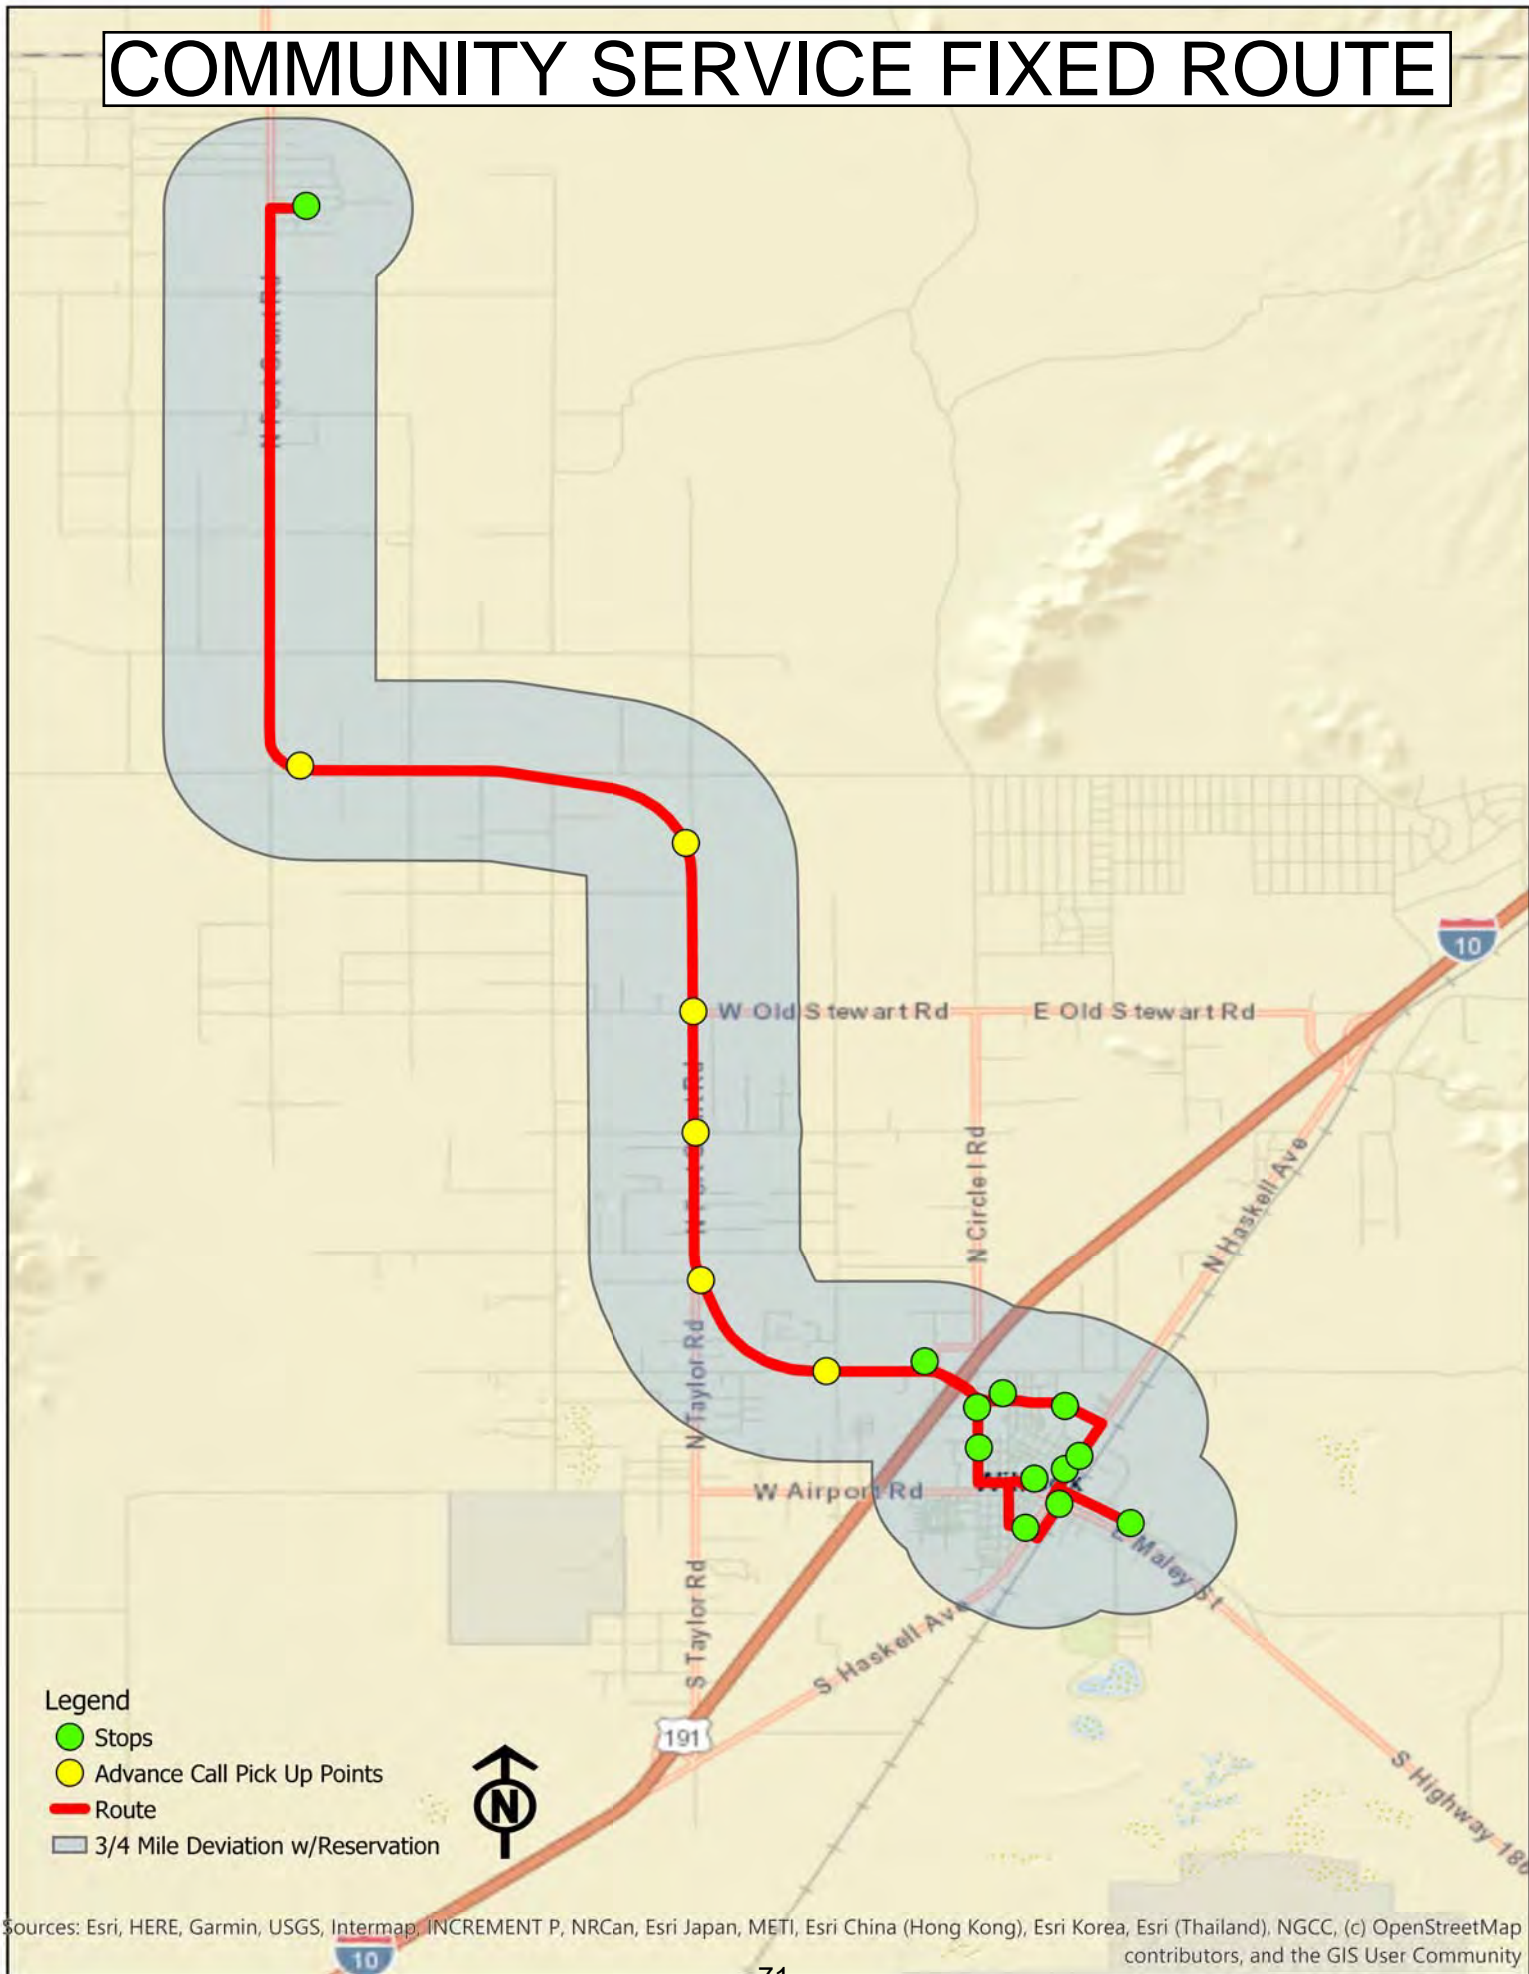 COMMUNITY SERVICE FIXED ROUTE
10
W Old Stewart Rd
E Old Stewart Rd
N Circle I Rd
N Haskell Ave
N Taylor Rd
W Airport Rd
E Maley St
S Taylor Rd
S Haskell Ave
191
S Highway 186
Legend
Stops
Advance Call Pick Up Points
Route
3/4 Mile Deviation w/Reservation
N
Sources: Esri, HERE, Garmin, USGS, Intermap, INCREMENT P, NRCan, Esri Japan, METI, Esri China (Hong Kong), Esri Korea, Esri (Thailand), NGCC, (c) OpenStreetMap
contributors, and the GIS User Community
10
71